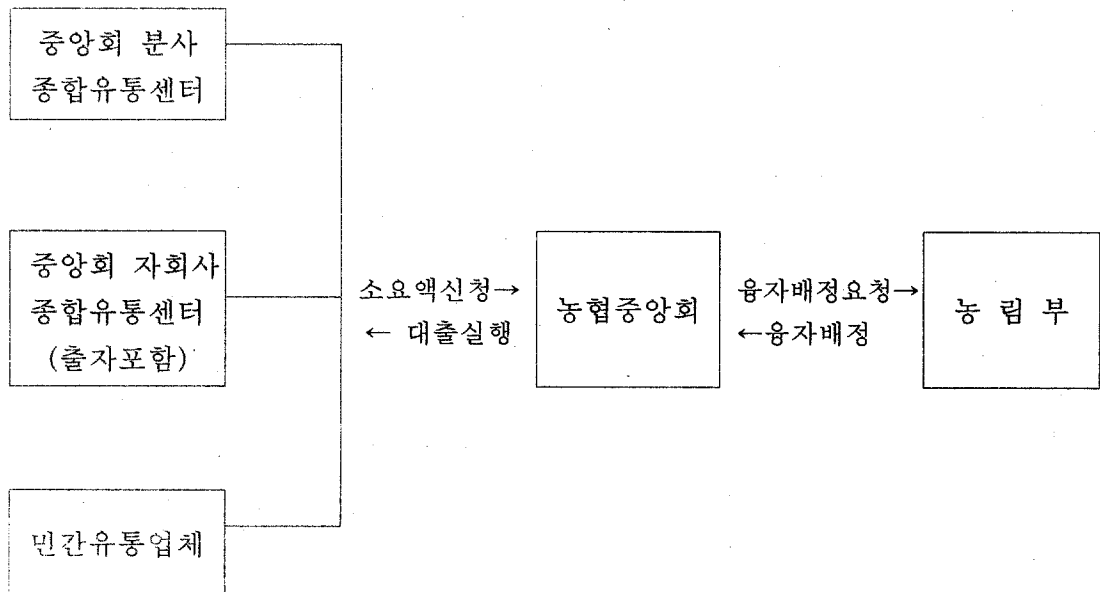 중앙회 분사
종합유통센터
중앙회 자회사
종합유통센터
(출자포함)
민간유통업체
소요액신청→
← 대출실행
농협중앙회
융자배정요청→
←융자배정
농 림 부